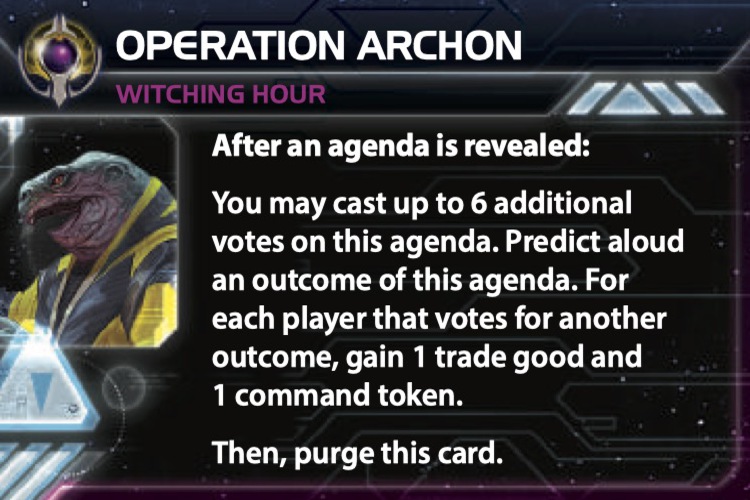 OPERATION ARCHON
WITCHING HOUR
After an agenda is revealed:
You may cast up to 6 additional
votes on this agenda. Predict aloud
an outcome of this agenda. For
each player that votes for another
outcome, gain 1 trade good and
1 command token.
Then, purge this card.